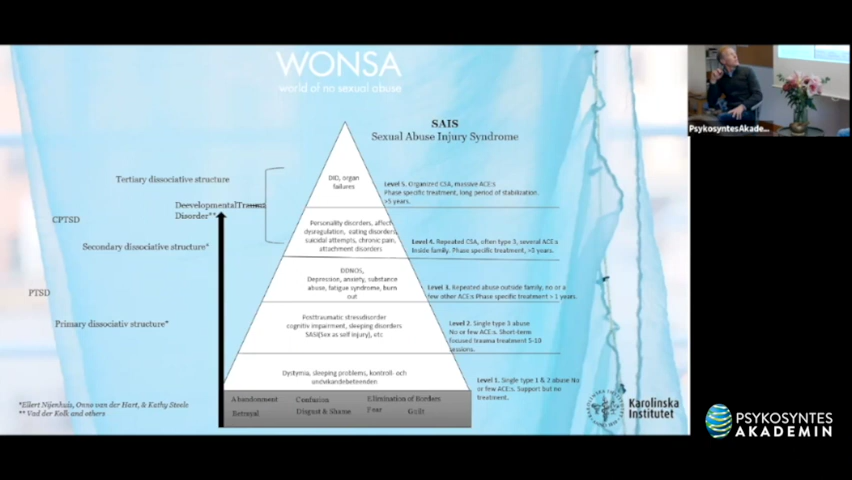 WONSA
world of no sexual abuse
SAIS
Sexual Abuse Injury Syndrome
PsykosyntesAkade...
Tertiary dissociative structure
DID, organ
failures
Level 5. Organized CSA, massive ACE:s
Phase specific treatment, long period of stabilization.
>5 years.
Disorder**
CPTSD
Personality disorders, affect
dysregulation, eating disorders,
suicidal attempts, chronic pain,
attachment disorders
Level 4. Repeated CSA, often type 3, several ACE:s
Inside family. Phase specific treatment, >3 years.
Secondary dissociative structure*
DDNOS,
Depression, anxiety, substance
abuse, fatigue syndrome, burn
out
Level 3. Repeated abuse outside family, no or a
few other ACE:s Phase specific treatment > 1 years.
PTSD
Primary dissociativ structure*
Posttraumatic stressdisorder
cognitive impairment, sleeping disorders
SASI(Sex as self injury), etc
Level 2. Single type 3 abuse
No or few ACE:s. Short-term
focused trauma treatment 5-10
sessions.
Dystymia, sleeping problems, kontroll- och
undvikandebeteenden
Level 1. Single type 1 & 2 abuse No
or few ACE:s. Support but no
treatment.
Abandonment Confusion Elimination of Borders
Betrayal Disgust & Shame Fear Guilt
*Ellert Nijenhuis, Onno van der Hart, & Kathy Steele
** Vad der Kolk and others
Karolinska
Institutet
PSYKOSYNTES
AKADEMIN